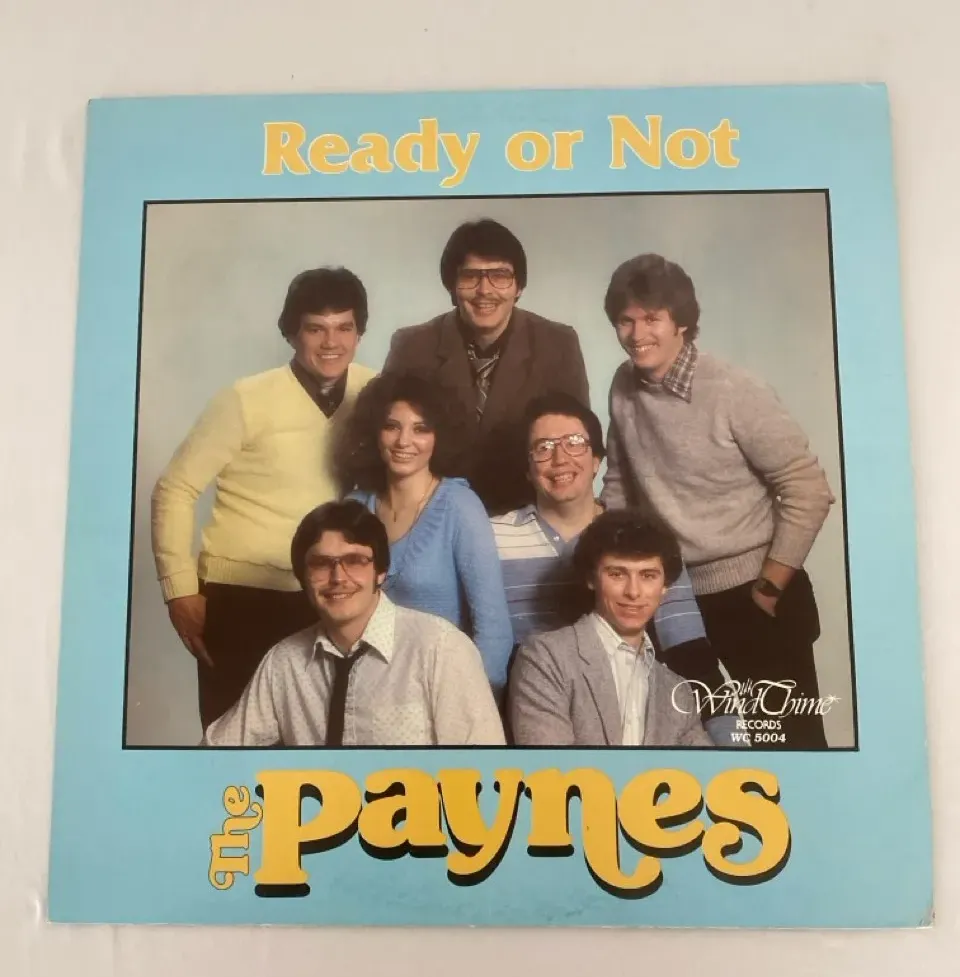 Ready or Not
WindChime
RECORDS
WC 5004
The Paynes